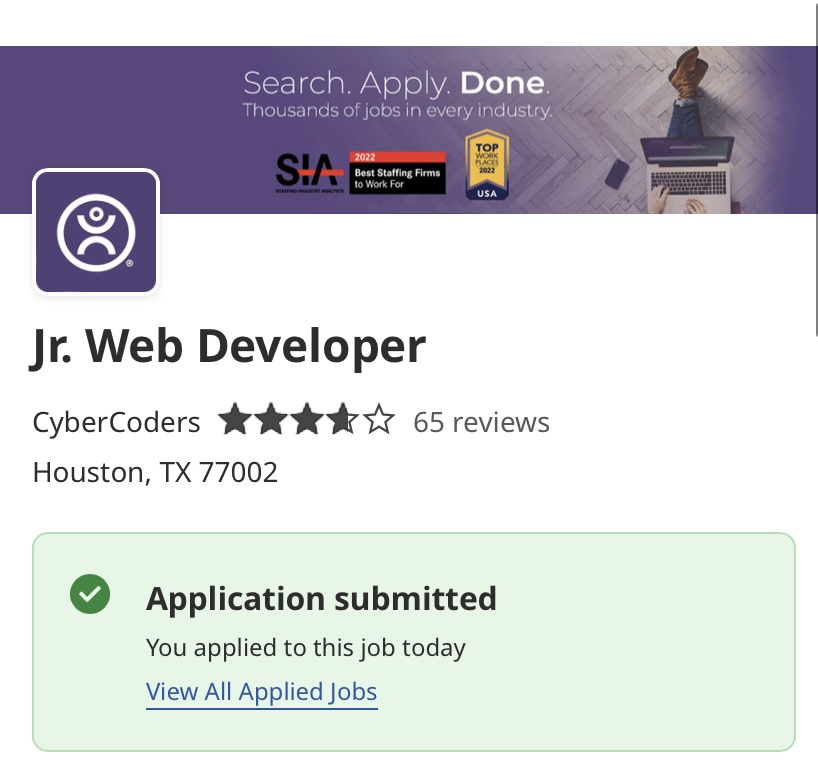 Search. Apply. Done.
Thousands of jobs in every industry.
SIA
STAFFING INDUSTRY ANALYSTS
2022
Best Staffing Firms
to Work For
TOP
WORK
PLACES
2022
USA
®
Jr. Web Developer
CyberCoders 65 reviews
Houston, TX 77002
Application submitted
You applied to this job today
View All Applied Jobs